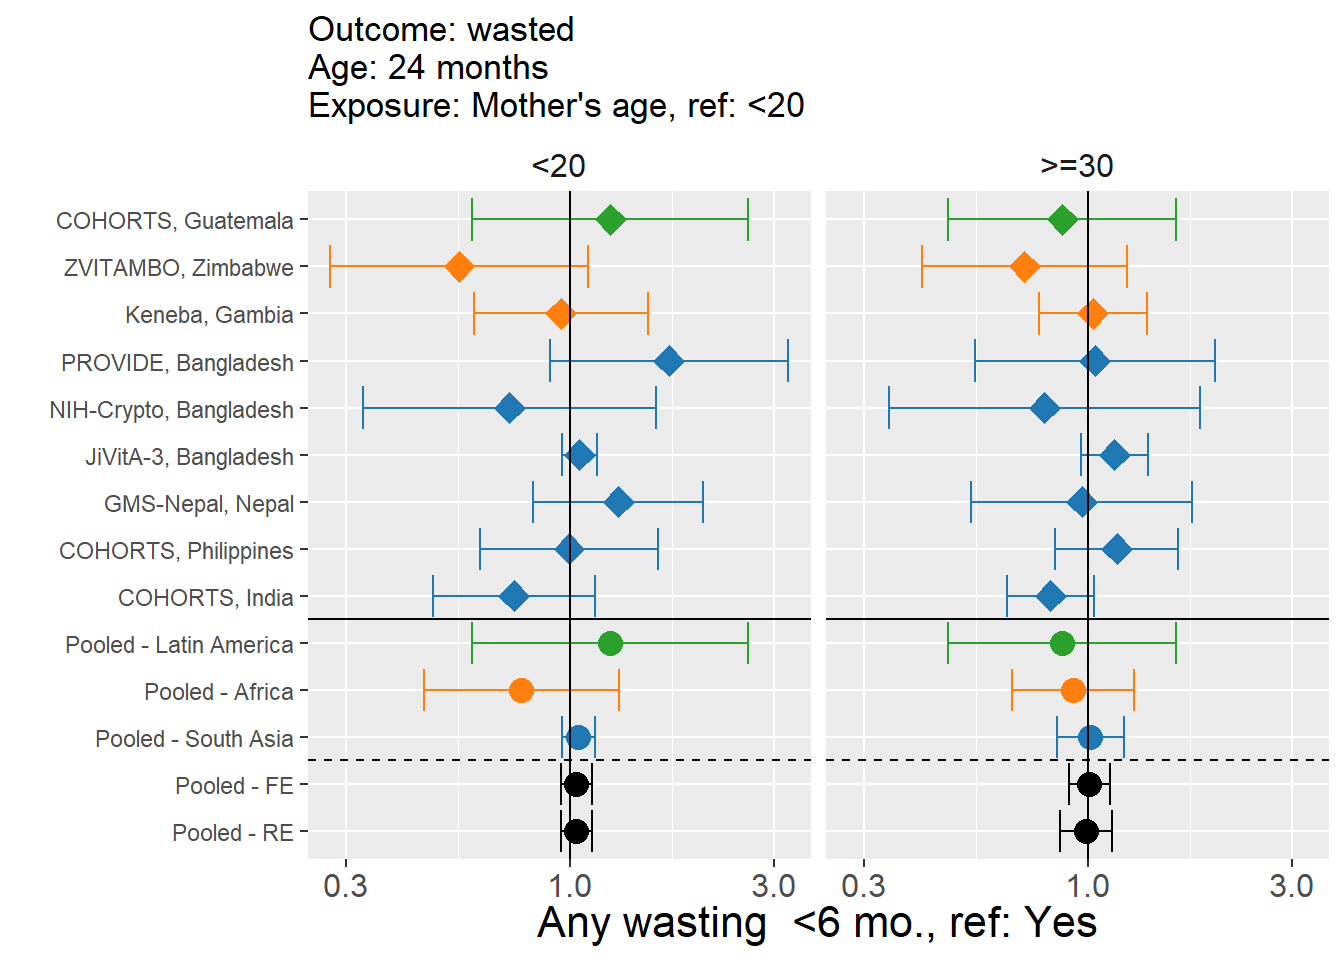 Outcome: wasted
Age: 24 months
Exposure: Mother's age, ref: <20
<20
>=30
COHORTS, Guatemala
ZVITAMBO, Zimbabwe
Keneba, Gambia
PROVIDE, Bangladesh
NIH-Crypto, Bangladesh
JiVitA-3, Bangladesh
GMS-Nepal, Nepal
COHORTS, Philippines
COHORTS, India
Pooled - Latin America
Pooled - Africa
Pooled - South Asia
Pooled - FE
Pooled - RE
0.3 1.0 3.0 0.3 1.0 3.0
Any wasting  <6 mo., ref: Yes